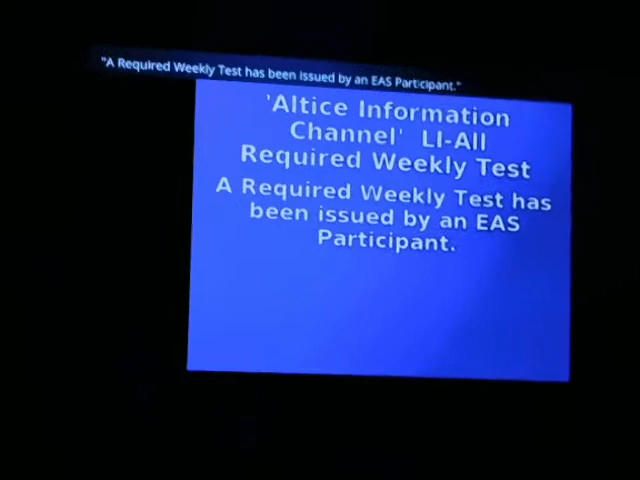 "A Required Weekly Test has been issued by an EAS Participant."
'Altice Information
Channel' LI-All
Required Weekly Test
A Required Weekly Test has
been issued by an EAS
Participant.